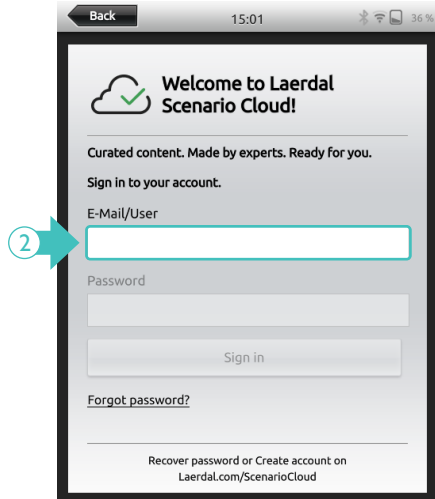 Back
15:01
36 %
Welcome to Laerdal
Scenario Cloud!
Curated content. Made by experts. Ready for you.
Sign in to your account.
E-Mail/User
2
Password
Sign in
Forgot password?
Recover password or Create account on
Laerdal.com/ScenarioCloud